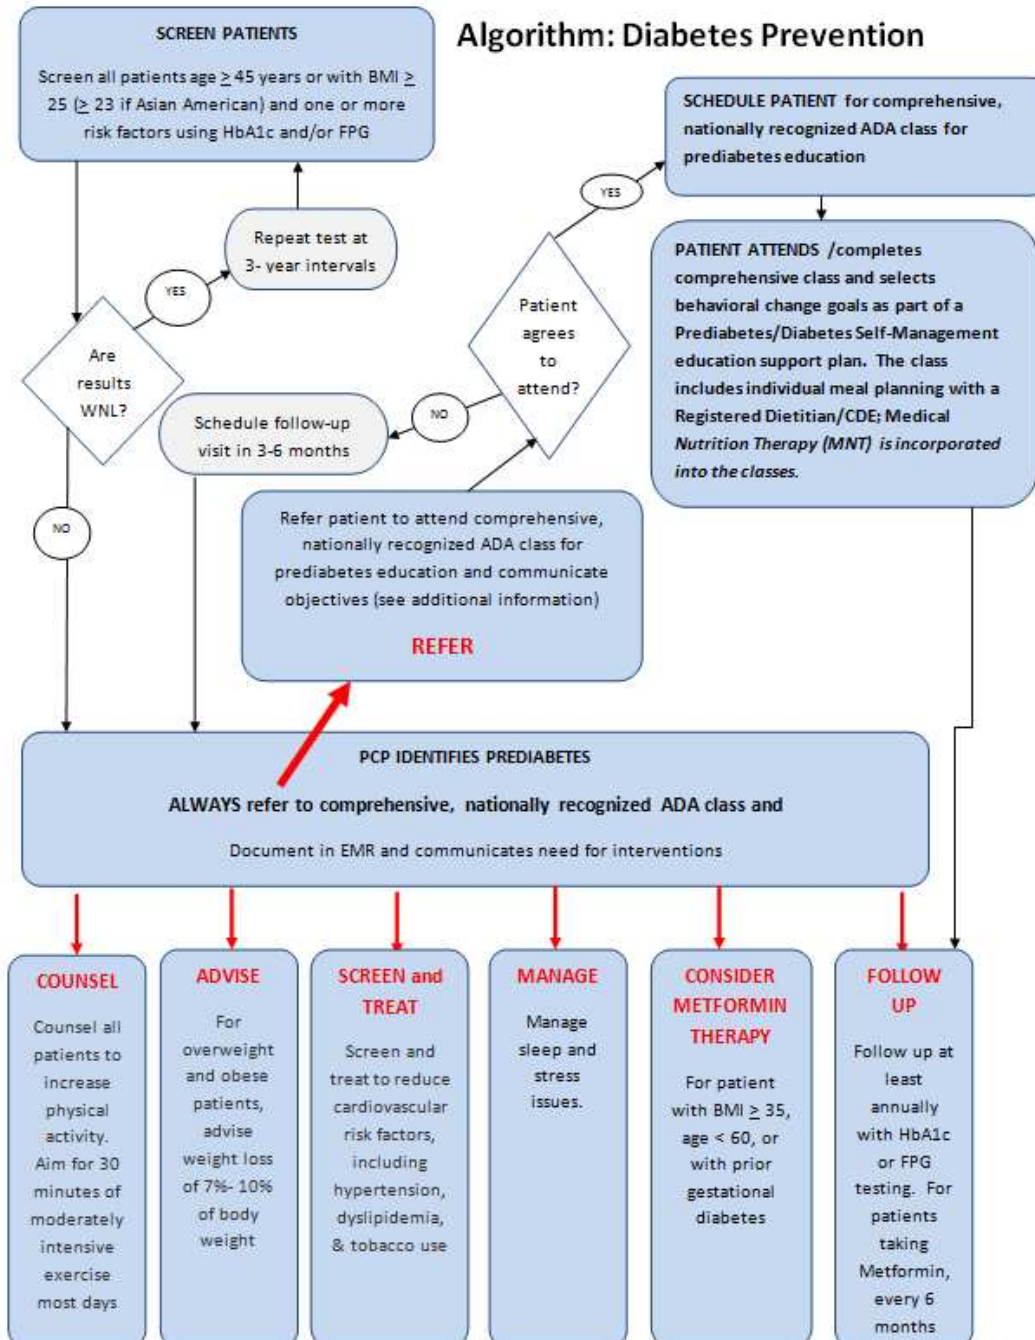 Algorithm: Diabetes Prevention
SCREEN PATIENTS
Screen all patients age ≥ 45 years or with BMI ≥
25 (≥ 23 if Asian American) and one or more
risk factors using HbA1c and/or FPG
Repeat test at
3- year intervals
YES
Are
results
WNL?
NO
SCHEDULE PATIENT for comprehensive,
nationally recognized ADA class for
prediabetes education
YES
PATIENT ATTENDS /completes
comprehensive class and selects
behavioral change goals as part of a
Prediabetes/Diabetes Self-Management
education support plan. The class
includes individual meal planning with a
Registered Dietitian/CDE; Medical
Nutrition Therapy (MNT) is incorporated
into the classes.
Patient
agrees
to
attend?
NO
Schedule follow-up
visit in 3-6 months
Refer patient to attend comprehensive,
nationally recognized ADA class for
prediabetes education and communicate
objectives (see additional information)
REFER
PCP IDENTIFIES PREDIABETES
ALWAYS refer to comprehensive, nationally recognized ADA class and
Document in EMR and communicates need for interventions
COUNSEL
Counsel all
patients to
increase
physical
activity.
Aim for 30
minutes of
moderately
intensive
exercise
most days
ADVISE
For
overweight
and obese
patients,
advise
weight loss
of 7%- 10%
of body
weight
SCREEN and
TREAT
Screen and
treat to reduce
cardiovascular
risk factors,
including
hypertension,
dyslipidemia,
& tobacco use
MANAGE
Manage
sleep and
stress
issues.
CONSIDER
METFORMIN
THERAPY
For patient
with BMI ≥ 35,
age < 60, or
with prior
gestational
diabetes
FOLLOW
UP
Follow up at
least
annually
with HbA1c
or FPG
testing. For
patients
taking
Metformin,
every 6
months